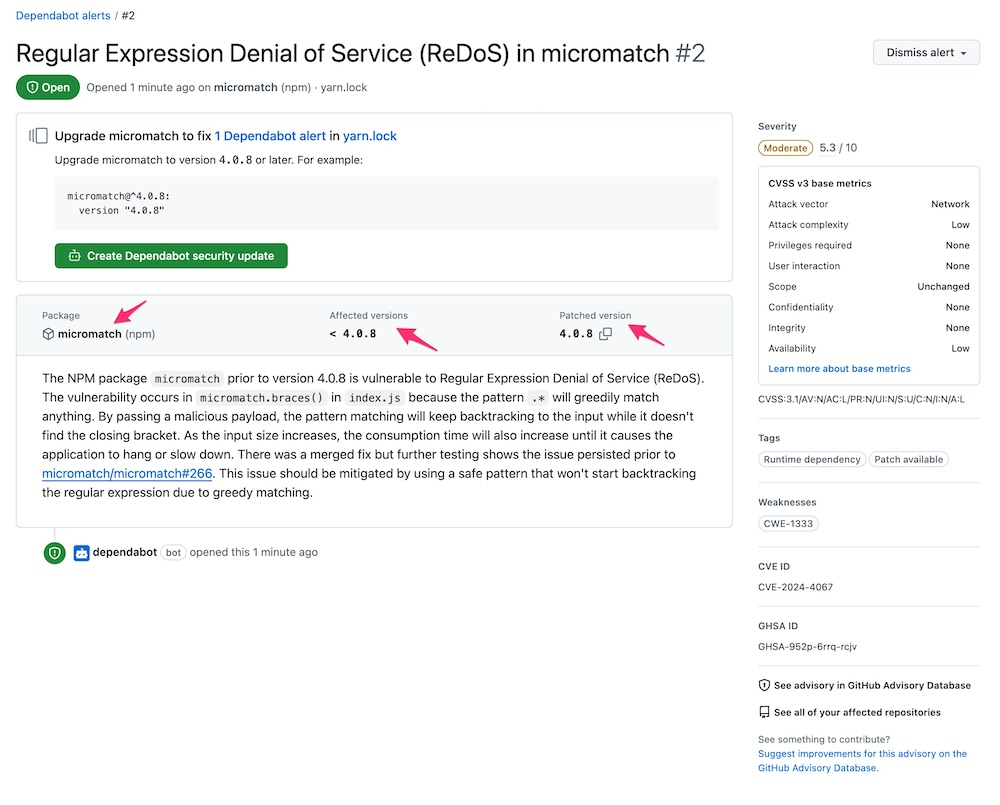 Dependabot alerts / #2
Regular Expression Denial of Service (ReDoS) in micromatch #2
Dismiss alert
Open Opened 1 minute ago on micromatch (npm) · yarn.lock
Upgrade micromatch to fix 1 Dependabot alert in yarn.lock
Upgrade micromatch to version 4.0.8 or later. For example:
micromatch@^4.0.8:
version "4.0.8"
Create Dependabot security update
Package
micromatch (npm)
Affected versions
< 4.0.8
Patched version
4.0.8
The NPM package micromatch prior to version 4.0.8 is vulnerable to Regular Expression Denial of Service (ReDoS).
The vulnerability occurs in micromatch.braces() in index.js because the pattern .* will greedily match
anything. By passing a malicious payload, the pattern matching will keep backtracking to the input while it doesn't
find the closing bracket. As the input size increases, the consumption time will also increase until it causes the
application to hang or slow down. There was a merged fix but further testing shows the issue persisted prior to
micromatch/micromatch#266. This issue should be mitigated by using a safe pattern that won't start backtracking
the regular expression due to greedy matching.
dependabot bot opened this 1 minute ago
Severity
Moderate 5.3 / 10
CVSS v3 base metrics
Attack vector Network
Attack complexity Low
Privileges required None
User interaction None
Scope Unchanged
Confidentiality None
Integrity None
Availability Low
Learn more about base metrics
CVSS:3.1/AV:N/AC:L/PR:N/UI:N/S:U/C:N/I:N/A:L
Tags
Runtime dependency Patch available
Weaknesses
CWE-1333
CVE ID
CVE-2024-4067
GHSA ID
GHSA-952p-6rrq-rcjv
See advisory in GitHub Advisory Database
See all of your affected repositories
See something to contribute?
Suggest improvements for this advisory on the
GitHub Advisory Database.